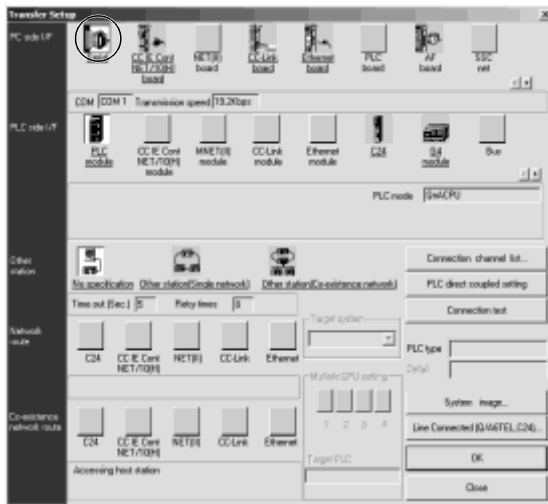 Transfer Setup
PC side I/F
Serial
CC IE Cont NET/10(H) board
NET(II) board
CC-Link board
Ethernet board
PLC board
AF board
SSC net
COM COM 1 Transmission speed 19.2Kbps
PLC side I/F
PLC module
CC IE Cont NET/10(H) module
MNET(II) module
CC-Link module
Ethernet module
C24
G4 module
Bus
PLC mode QnACPU
Other station
No specification
Other station(Single network)
Other station(Co-existence network)
Connection channel list...
PLC direct coupled setting
Connection test
Time out (Sec.) 5 Retry times 0
Target system
Network route
C24
CC IE Cont NET/10(H)
NET(II)
CC-Link
Ethernet
PLC type
Detail
Multiple CPU setting
1 2 3 4
Target PLC
System image...
Line Connected (Q/A6TEL,C24)...
OK
Close
Co-existence network route
C24
CC IE Cont NET/10(H)
NET(II)
CC-Link
Ethernet
Accessing host station